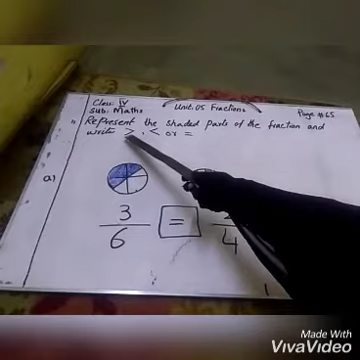 Class: IV
Sub: Maths
Unit: 05 Fractions
Page #65
Represent the shaded parts of the fraction and
write >, < or =
a)
3
6
=
4
Made With
VivaVideo